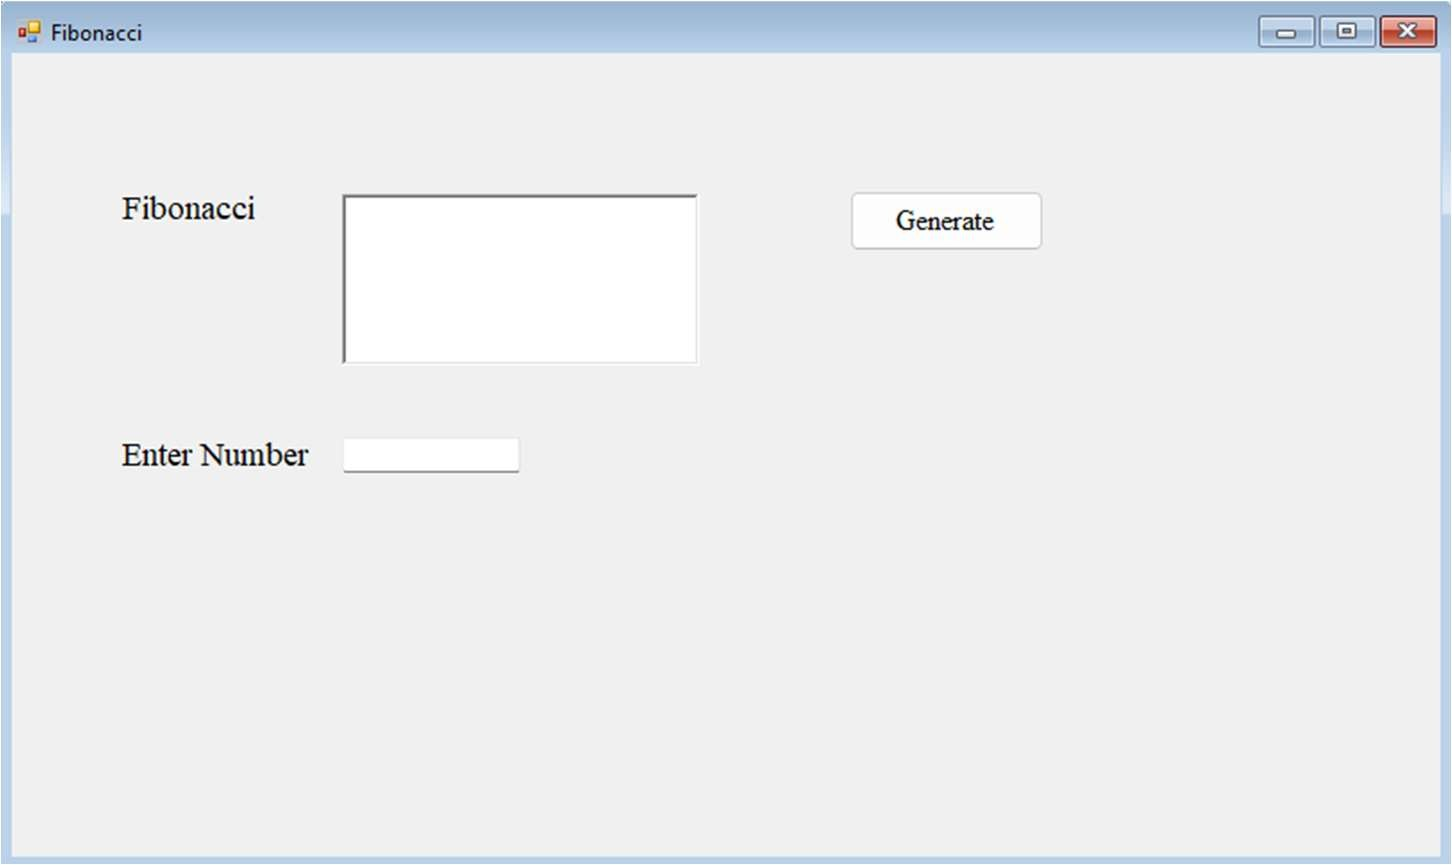 Fibonacci
Fibonacci
Generate
Enter Number